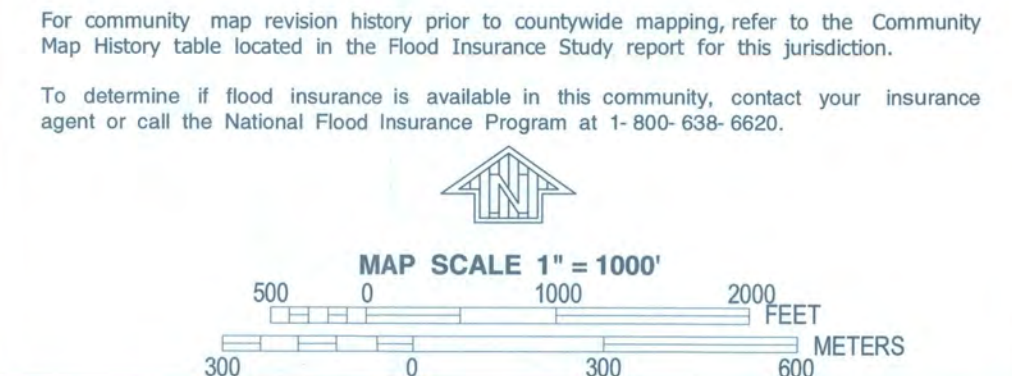 For community map revision history prior to countywide mapping, refer to the Community
Map History table located in the Flood Insurance Study report for this jurisdiction.
To determine if flood insurance is available in this community, contact your insurance
agent or call the National Flood Insurance Program at 1- 800- 638- 6620.
N
MAP SCALE 1" = 1000'
500 0 1000 2000
FEET
METERS
300 0 300 600